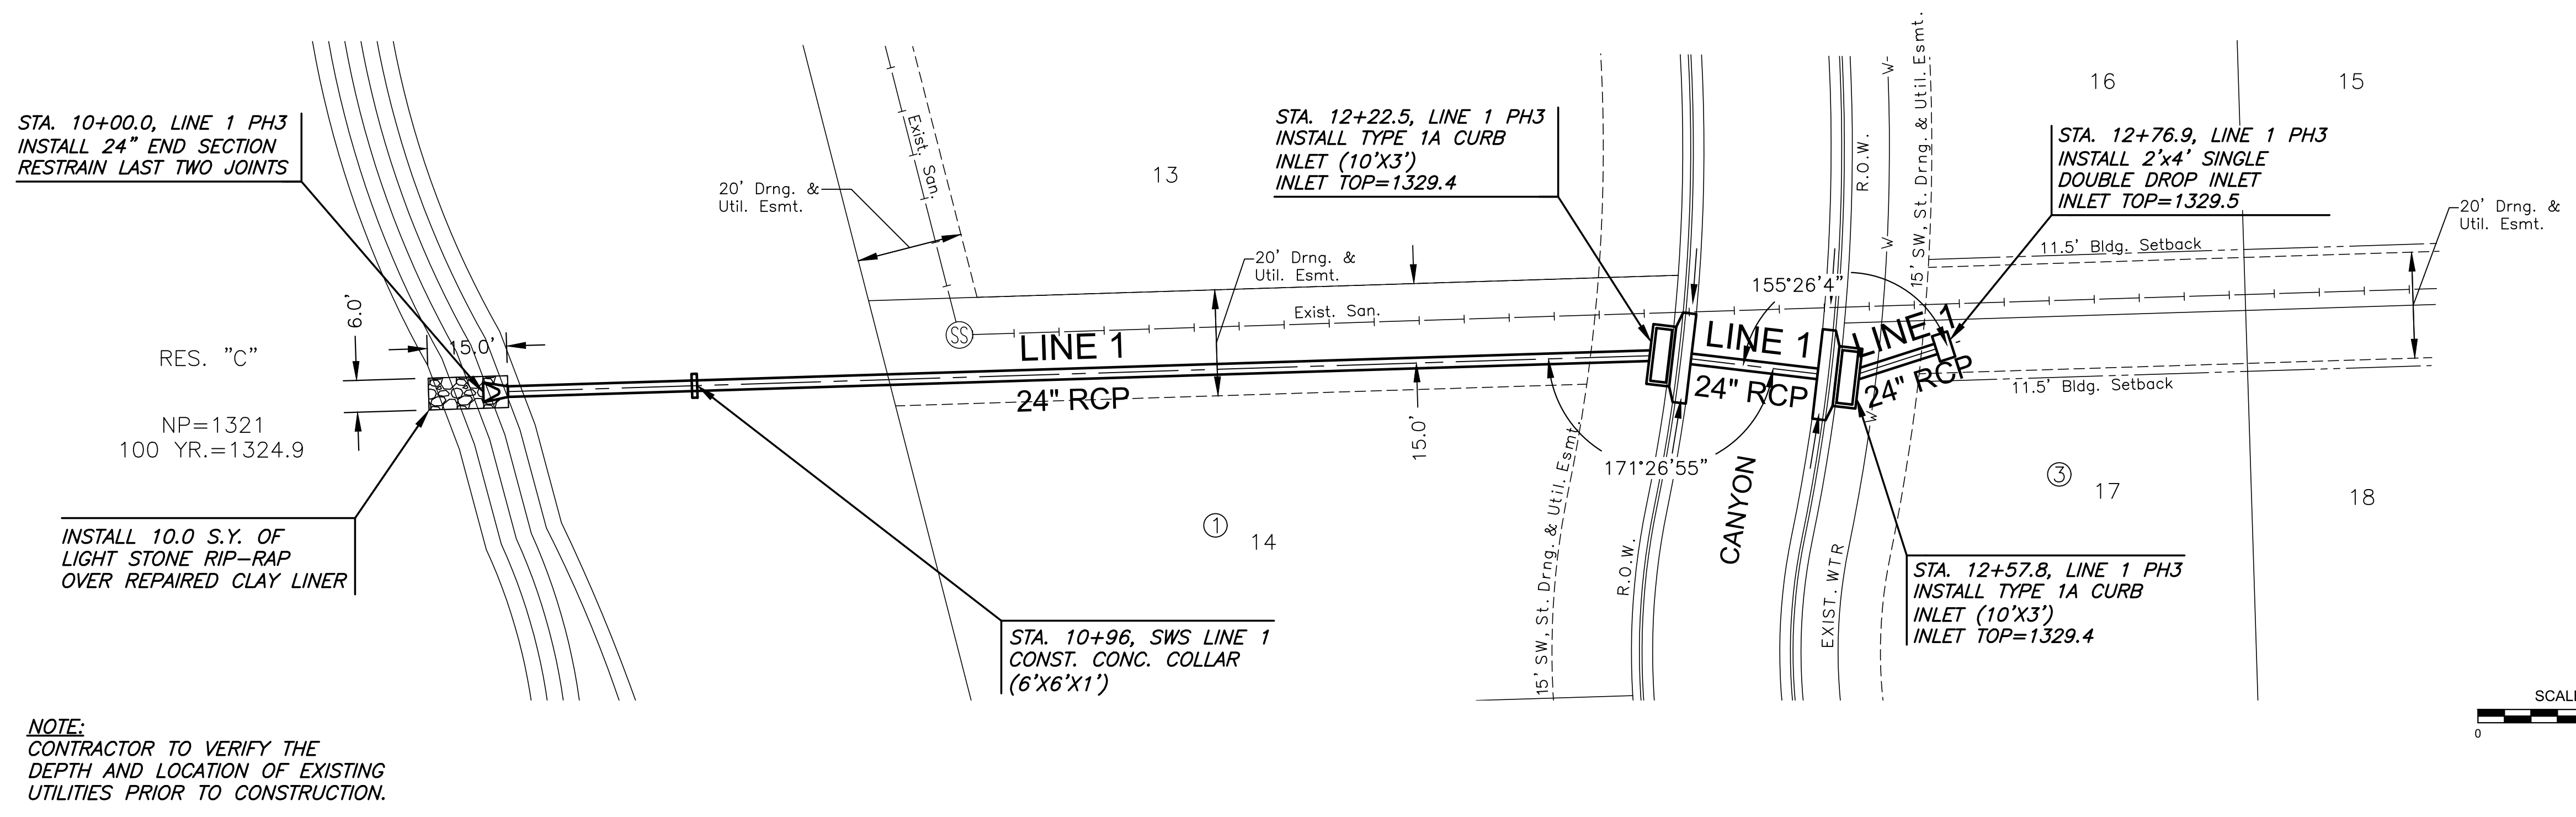 STA. 10+00.0, LINE 1 PH3
INSTALL 24” END SECTION
RESTRAIN LAST TWO JOINTS
20' Drng. &
Util. Esmt.
Exist. San.
13
STA. 12+22.5, LINE 1 PH3
INSTALL TYPE 1A CURB
INLET (10'X3')
INLET TOP=1329.4
R.O.W.
W
W
15' SW, St. Drng. & Util. Esmt.
16
15
STA. 12+76.9, LINE 1 PH3
INSTALL 2'x4' SINGLE
DOUBLE DROP INLET
INLET TOP=1329.5
20' Drng. &
Util. Esmt.
11.5' Bldg. Setback
20' Drng. &
Util. Esmt.
155°26'4”
Exist. San.
SS
6.0'
15.0'
RES. ”C”
NP=1321
100 YR.=1324.9
LINE 1
24" RCP
LINE 1
24" RCP
LINE 1
24" RCP
11.5' Bldg. Setback
15.0'
171°26'55”
W
CANYON
R.O.W.
15' SW, St. Drng. & Util. Esmt.
EXIST. WTR
3
17
18
1
14
INSTALL 10.0 S.Y. OF
LIGHT STONE RIP-RAP
OVER REPAIRED CLAY LINER
STA. 12+57.8, LINE 1 PH3
INSTALL TYPE 1A CURB
INLET (10'X3')
INLET TOP=1329.4
STA. 10+96, SWS LINE 1
CONST. CONC. COLLAR
(6'X6'X1')
NOTE:
CONTRACTOR TO VERIFY THE
DEPTH AND LOCATION OF EXISTING
UTILITIES PRIOR TO CONSTRUCTION.
0